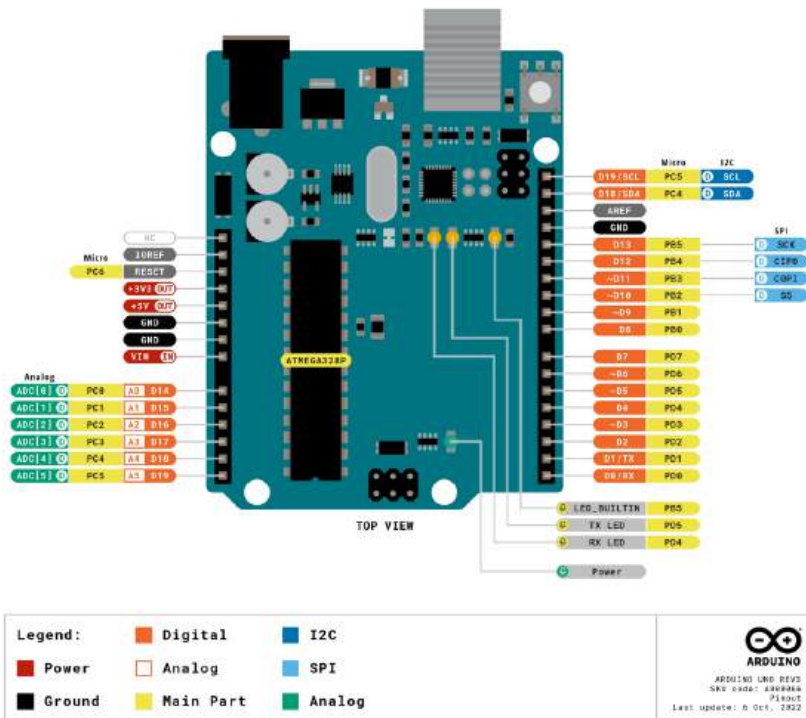 Micro I2C
D19/SCL PC5 D SCL
D18/SDA PC4 D SDA
AREF
GND
SPI
D13 PB5 D SCK
D12 PB4 D CIPO
~D11 PB3 D COPI
~D10 PB2 D SS
~D9 PB1
D8 PB0
D7 PD7
~D6 PD6
~D5 PD5
D4 PD4
~D3 PD3
D2 PD2
D1/TX PD1
D0/RX PD0
NC
IOREF
Micro
PC6 RESET
+3V3 OUT
+5V OUT
GND
GND
VIN IN
ATMEGA328P
Analog
ADC[0] D PC0 A0 D14
ADC[1] D PC1 A1 D15
ADC[2] D PC2 A2 D16
ADC[3] D PC3 A3 D17
ADC[4] D PC4 A4 D18
ADC[5] D PC5 A5 D19
LED_BUILTIN PB5
TX LED PD5
RX LED PD4
Power
TOP VIEW
Legend:
Digital
I2C
Power
Analog
SPI
Ground
Main Part
Analog
ARDUINO
ARDUINO UNO REV3
SKU code: A000066
Pinout
Last update: 6 Oct, 2022